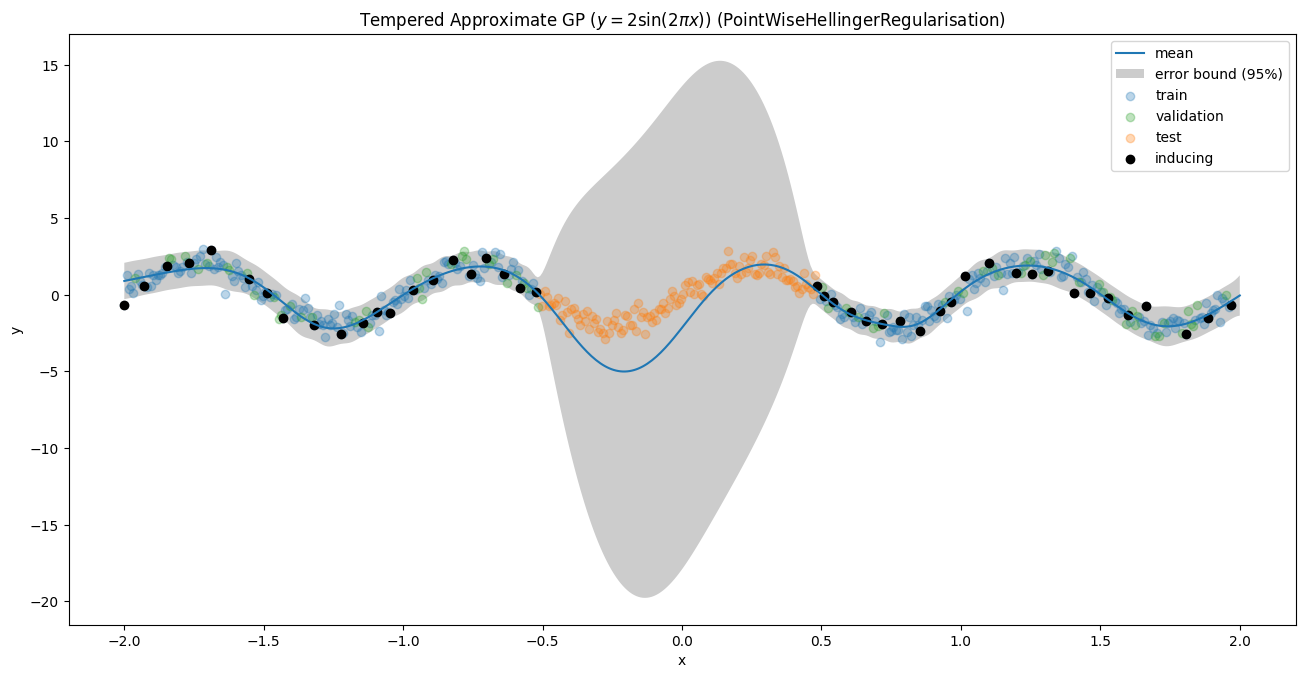 Tempered Approximate GP (y = 2 sin(2πx)) (PointWiseHellingerRegularisation)
mean
error bound (95%)
train
validation
test
inducing
15
10
5
0
−5
−10
−15
−20
y
−2.0 −1.5 −1.0 −0.5 0.0 0.5 1.0 1.5 2.0
x